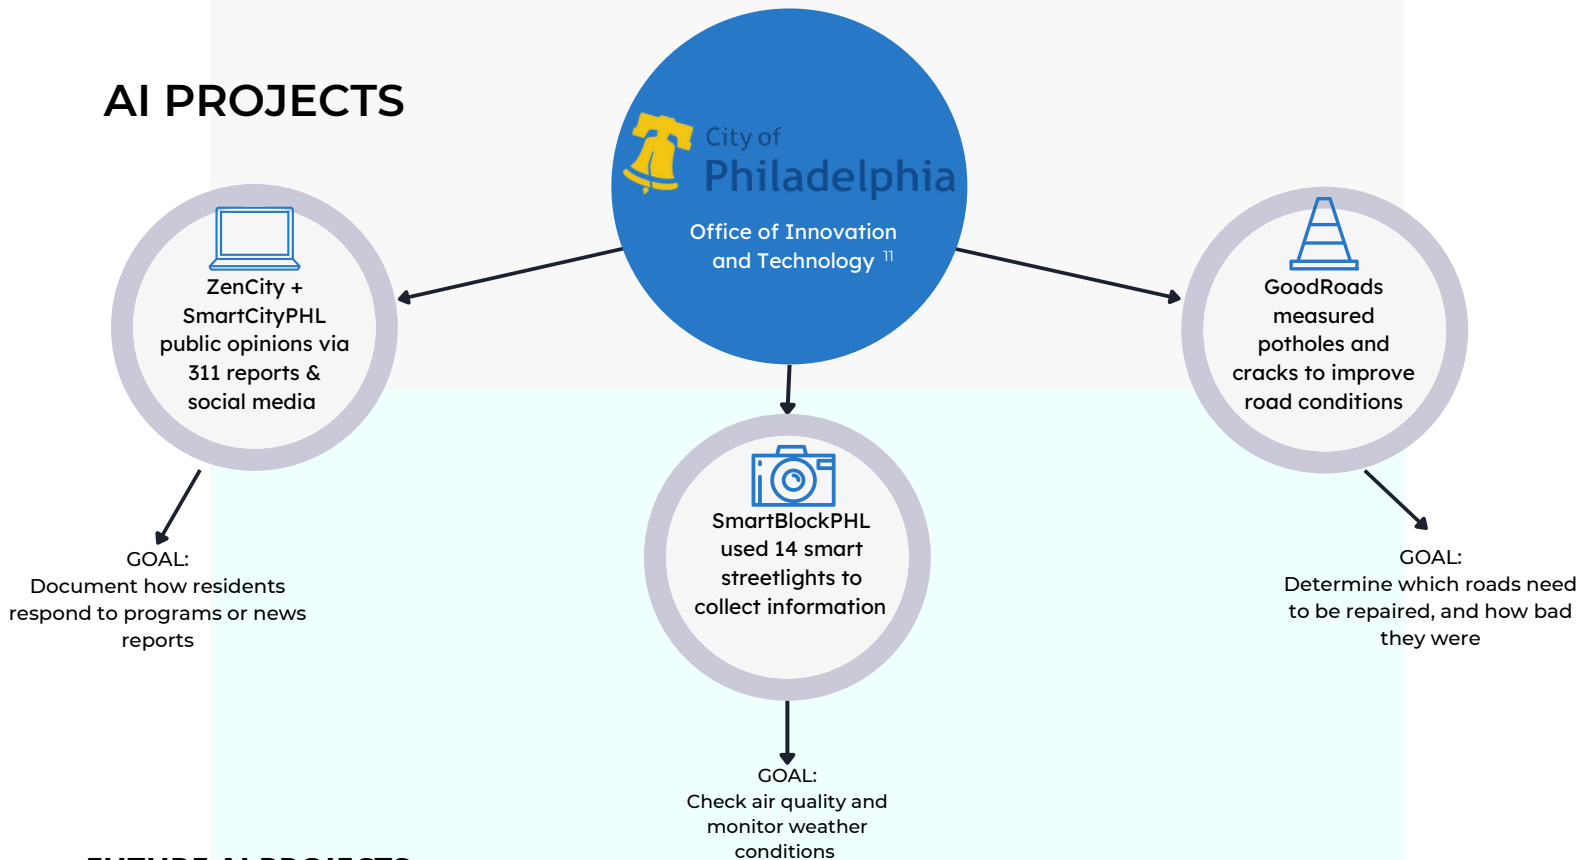 AI PROJECTS
City of
Philadelphia
Office of Innovation
and Technology 11
ZenCity +
SmartCityPHL
public opinions via
311 reports &
social media
GOAL:
Document how residents
respond to programs or news
reports
SmartBlockPHL
used 14 smart
streetlights to
collect information
GOAL:
Check air quality and
monitor weather
conditions
GoodRoads
measured
potholes and
cracks to improve
road conditions
GOAL:
Determine which roads need
to be repaired, and how bad
they were
FUTURE AI PROJECTS